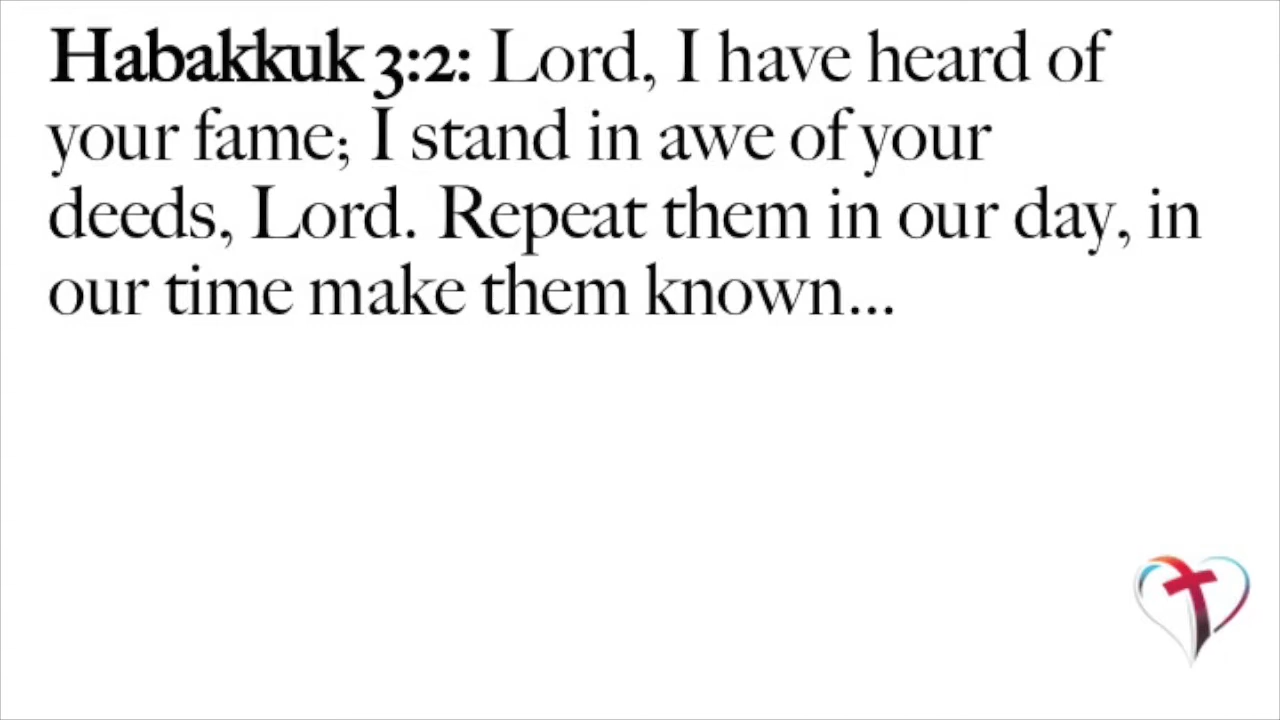 Habakkuk 3:2: Lord, I have heard of
your fame; I stand in awe of your
deeds, Lord. Repeat them in our day, in
our time make them known...